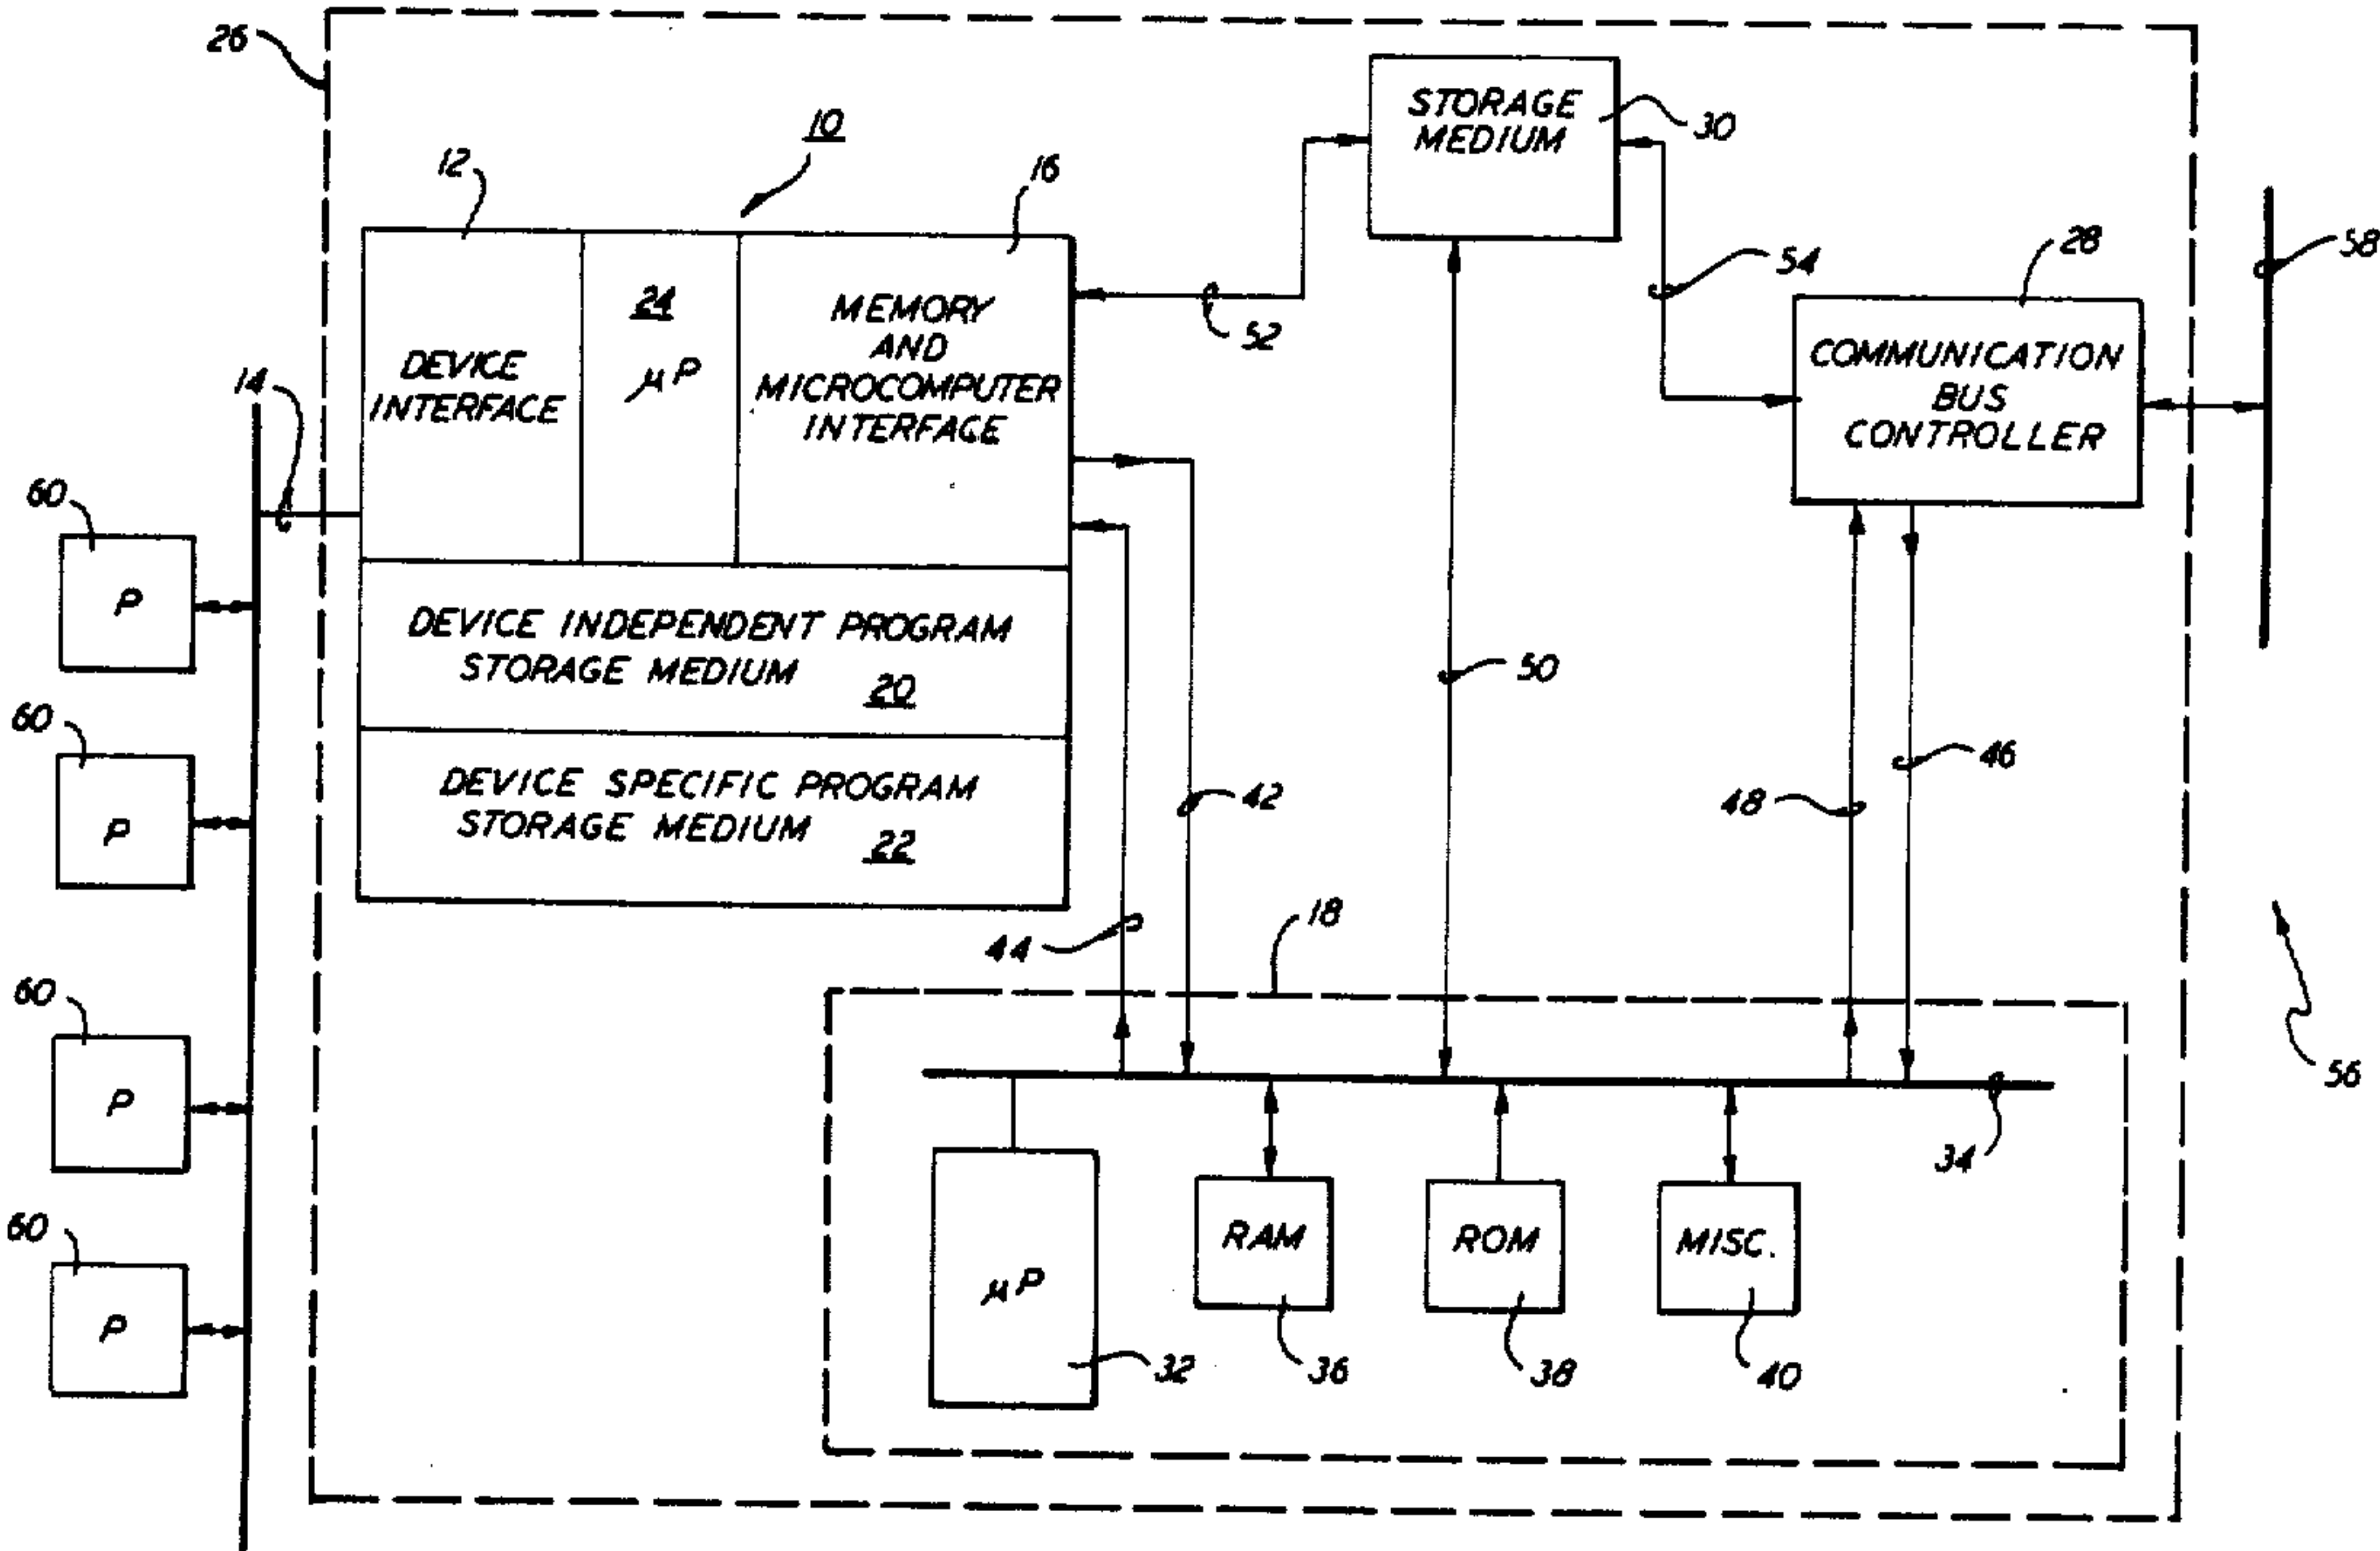 26
10
12
16
STORAGE
MEDIUM
30
24
µP
DEVICE
INTERFACE
MEMORY
AND
MICROCOMPUTER
INTERFACE
52
54
28
58
COMMUNICATION
BUS
CONTROLLER
14
60
P
DEVICE INDEPENDENT PROGRAM
STORAGE MEDIUM 20
50
60
P
DEVICE SPECIFIC PROGRAM
STORAGE MEDIUM 22
42
48
46
44
18
60
P
56
34
60
P
µP
RAM
ROM
MISC.
32
36
38
40